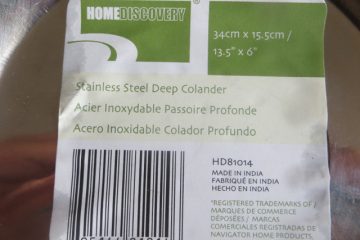 HOMEDISCOVERY
34cm x 15.5cm /
13.5" x 6"
Stainless Steel Deep Colander
Acier Inoxydable Passoire Profonde
Acero Inoxidable Colador Profundo
HD81014
MADE IN INDIA
FABRIQUÉ EN INDIA
HECHO EN INDIA
*REGISTERED TRADEMARKS OF /
MARQUES DE COMMERCE
DÉPOSÉES / MARCAS
COMERCIALES REGISTRADAS DE
NAVIGATOR HOME PRODUCTS.